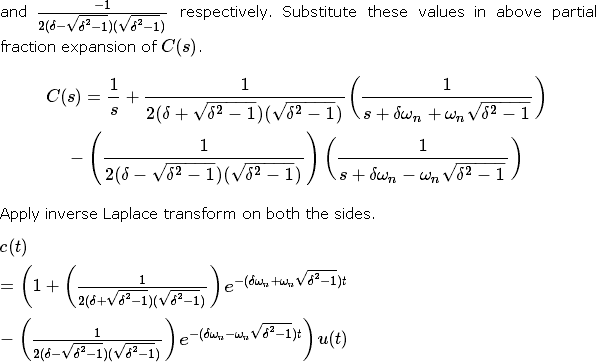 and \frac{-1}{2(\delta-\sqrt{\delta^2-1})(\sqrt{\delta^2-1})} respectively. Substitute these values in above partial
fraction expansion of C(s).
C(s) = \frac{1}{s} + \frac{1}{2(\delta+\sqrt{\delta^2-1})(\sqrt{\delta^2-1})} \left( \frac{1}{s+\delta\omega_n+\omega_n\sqrt{\delta^2-1}} \right)
- \left( \frac{1}{2(\delta-\sqrt{\delta^2-1})(\sqrt{\delta^2-1})} \right) \left( \frac{1}{s+\delta\omega_n-\omega_n\sqrt{\delta^2-1}} \right)
Apply inverse Laplace transform on both the sides.
c(t)
= \left( 1 + \left( \frac{1}{2(\delta+\sqrt{\delta^2-1})(\sqrt{\delta^2-1})} \right) e^{-(\delta\omega_n+\omega_n\sqrt{\delta^2-1})t}
- \left( \frac{1}{2(\delta-\sqrt{\delta^2-1})(\sqrt{\delta^2-1})} \right) e^{-(\delta\omega_n-\omega_n\sqrt{\delta^2-1})t} \right) u(t)